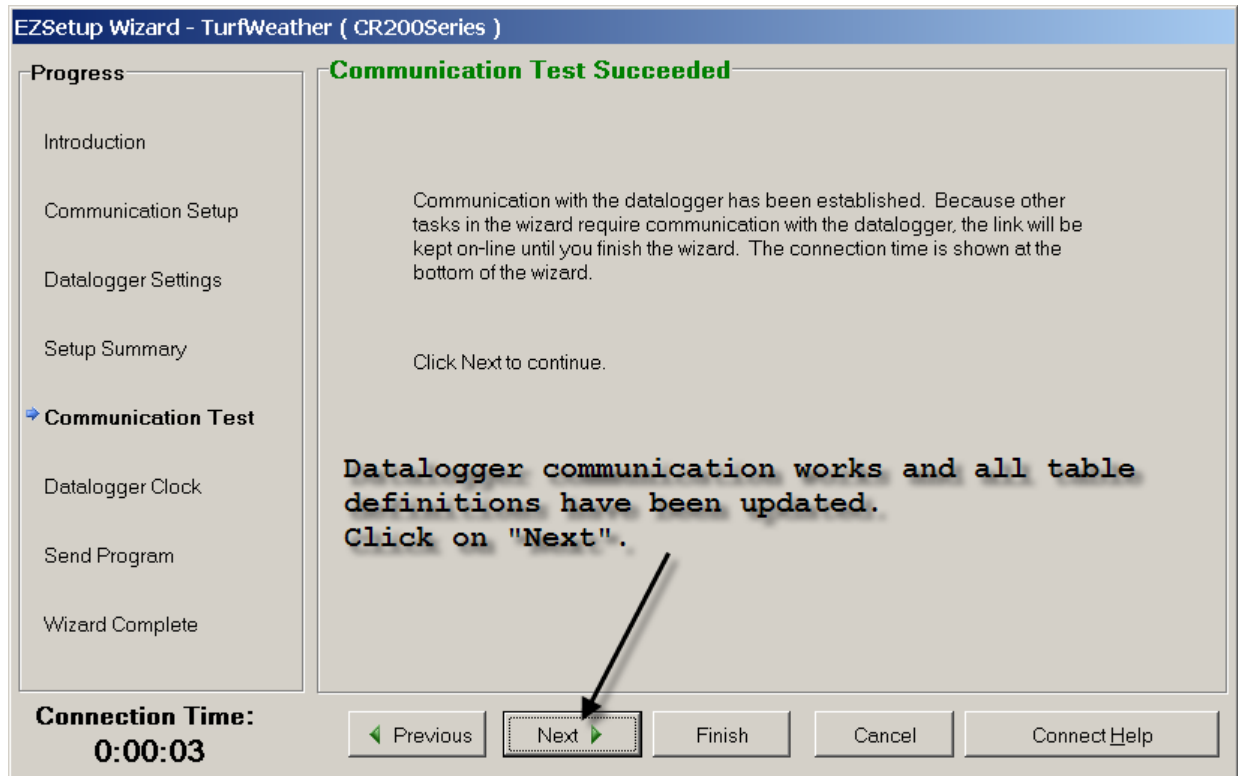 EZSetup Wizard - TurfWeather ( CR200Series )
Progress
Introduction
Communication Setup
Datalogger Settings
Setup Summary
Communication Test
Datalogger Clock
Send Program
Wizard Complete
Connection Time:
0:00:03
Communication Test Succeeded
Communication with the datalogger has been established. Because other
tasks in the wizard require communication with the datalogger, the link will be
kept on-line until you finish the wizard. The connection time is shown at the
bottom of the wizard.
Click Next to continue.
Datalogger communication works and all table
definitions have been updated.
Click on "Next".
Previous
Next
Finish
Cancel
Connect Help